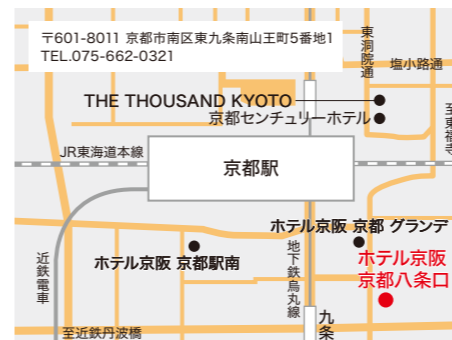 〒601-8011 京都市南区東九条南山王町5番地1
TEL.075-662-0321
東洞院通
塩小路通
THE THOUSAND KYOTO
京都センチュリーホテル
至東福寺
JR東海道本線
京都駅
ホテル京阪 京都 グランデ
近鉄電車
ホテル京阪 京都駅南
地下鉄烏丸線
ホテル京阪
京都八条口
九条
至近鉄丹波橋